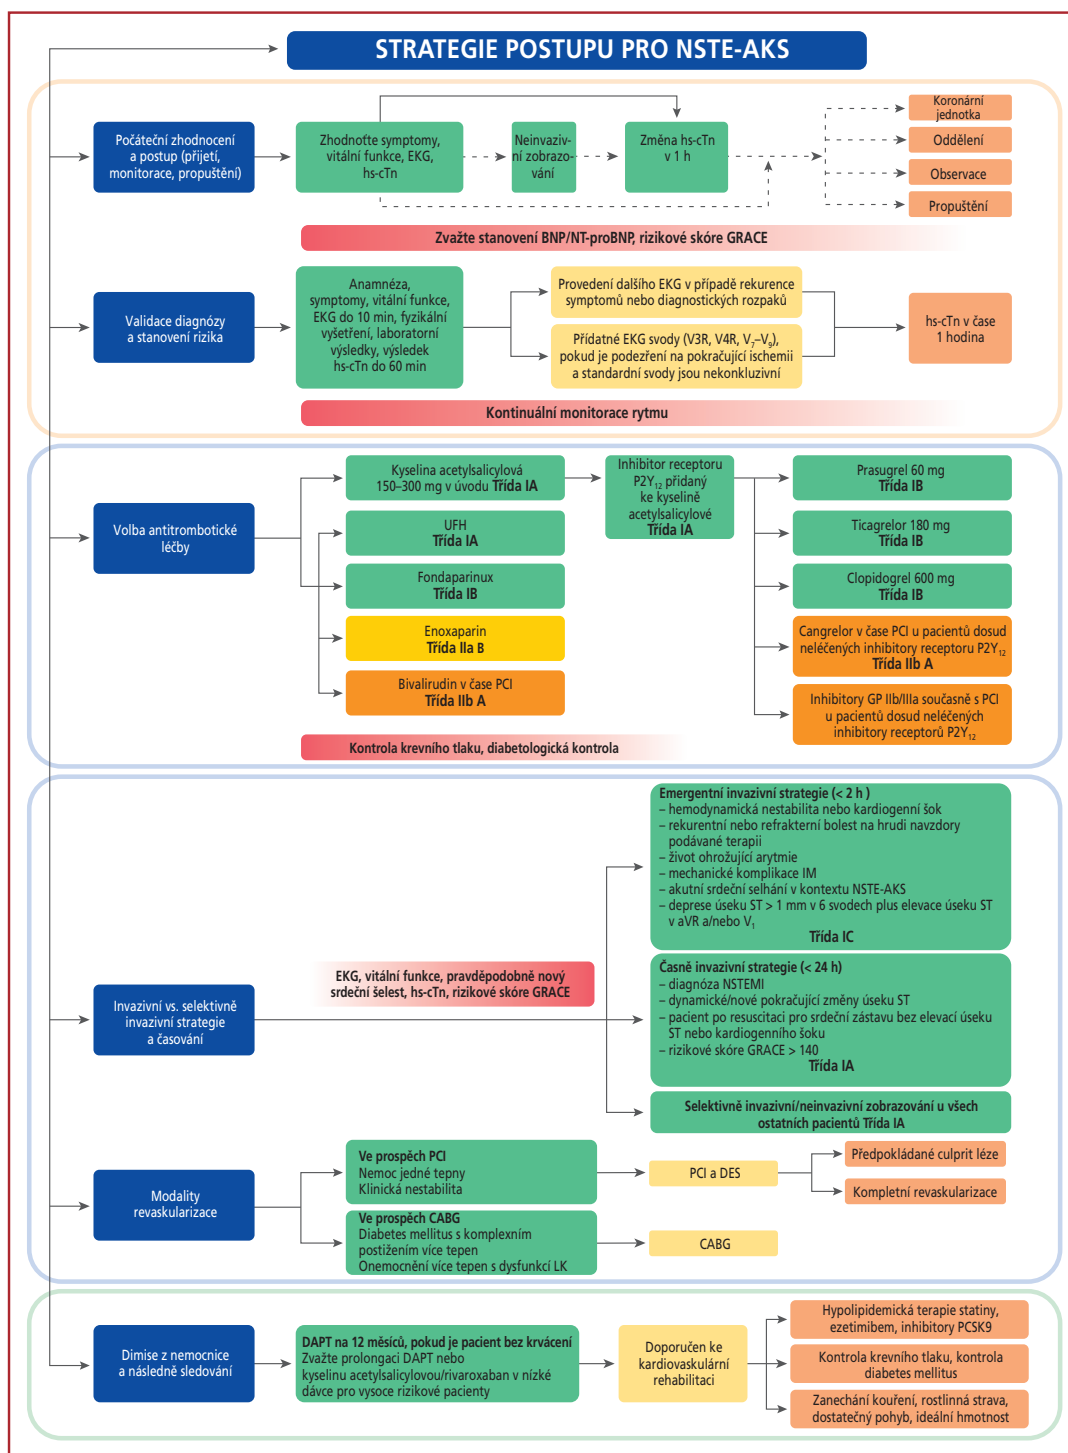 STRATEGIE POSTUPU PRO NSTE-AKS
Počáteční zhodnocení
a postup (přijetí,
monitorace, propuštění)
Zhodnoťte symptomy,
vitální funkce, EKG,
hs-cTn
Neinvaziv-
ní zobrazo-
vání
Změna hs-cTn
v 1 h
Koronární
jednotka
Oddělení
Observace
Propuštění
Zvažte stanovení BNP/NT-proBNP, rizikové skóre GRACE
Validace diagnózy
a stanovení rizika
Anamnéza,
symptomy, vitální funkce,
EKG do 10 min, fyzikální
vyšetření, laboratorní
výsledky, výsledek
hs-cTn do 60 min
Provedení dalšího EKG v případě rekurence
symptomů nebo diagnostických rozpaků
Přídatné EKG svody (V3R, V4R, V₇–V₉),
pokud je podezření na pokračující ischemii
a standardní svody jsou nekonkluzivní
hs-cTn v čase
1 hodina
Kontinuální monitorace rytmu
Volba antitrombotické
léčby
Kyselina acetylsalicylová
150–300 mg v úvodu Třída IA
UFH
Třída IA
Fondaparinux
Třída IB
Enoxaparin
Třída IIa B
Bivalirudin v čase PCI
Třída IIb A
Inhibitor receptoru
P2Y₁₂ přidaný
ke kyselině
acetylsalicylové
Třída IA
Prasugrel 60 mg
Třída IB
Ticagrelor 180 mg
Třída IB
Clopidogrel 600 mg
Třída IB
Cangrelor v čase PCI u pacientů dosud
neléčených inhibitory receptoru P2Y₁₂
Třída IIb A
Inhibitory GP IIb/IIIa současně s PCI
u pacientů dosud neléčených
inhibitory receptorů P2Y₁₂
Kontrola krevního tlaku, diabetologická kontrola
Invazivní vs. selektivně
invazivní strategie
a časování
EKG, vitální funkce, pravděpodobně nový
srdeční šelest, hs-cTn, rizikové skóre GRACE
Emergentní invazivní strategie (< 2 h )
– hemodynamická nestabilita nebo kardiogenní šok
– rekurentní nebo refrakterní bolest na hrudi navzdory
podávané terapii
– život ohrožující arytmie
– mechanické komplikace IM
– akutní srdeční selhání v kontextu NSTE-AKS
– deprese úseku ST > 1 mm v 6 svodech plus elevace úseku ST
v aVR a/nebo V₁
Třída IC
Časně invazivní strategie (< 24 h)
– diagnóza NSTEMI
– dynamické/nové pokračující změny úseku ST
– pacient po resuscitaci pro srdeční zástavu bez elevací úseku
ST nebo kardiogenního šoku
– rizikové skóre GRACE > 140
Třída IA
Selektivně invazivní/neinvazivní zobrazování u všech
ostatních pacientů Třída IA
Modality
revaskularizace
Ve prospěch PCI
Nemoc jedné tepny
Klinická nestabilita
PCI a DES
Předpokládané culprit léze
Kompletní revaskularizace
Ve prospěch CABG
Diabetes mellitus s komplexním
postižením více tepen
Onemocnění více tepen s dysfunkcí LK
CABG
Dimise z nemocnice
a následně sledování
DAPT na 12 měsíců, pokud je pacient bez krvácení
Zvažte prolongaci DAPT nebo
kyselinu acetylsalicylovou/rivaroxaban v nízké
dávce pro vysoce rizikové pacienty
Doporučen ke
kardiovaskulární
rehabilitaci
Hypolipidemická terapie statiny,
ezetimibem, inhibitory PCSK9
Kontrola krevního tlaku, kontrola
diabetes mellitus
Zanechání kouření, rostlinná strava,
dostatečný pohyb, ideální hmotnost